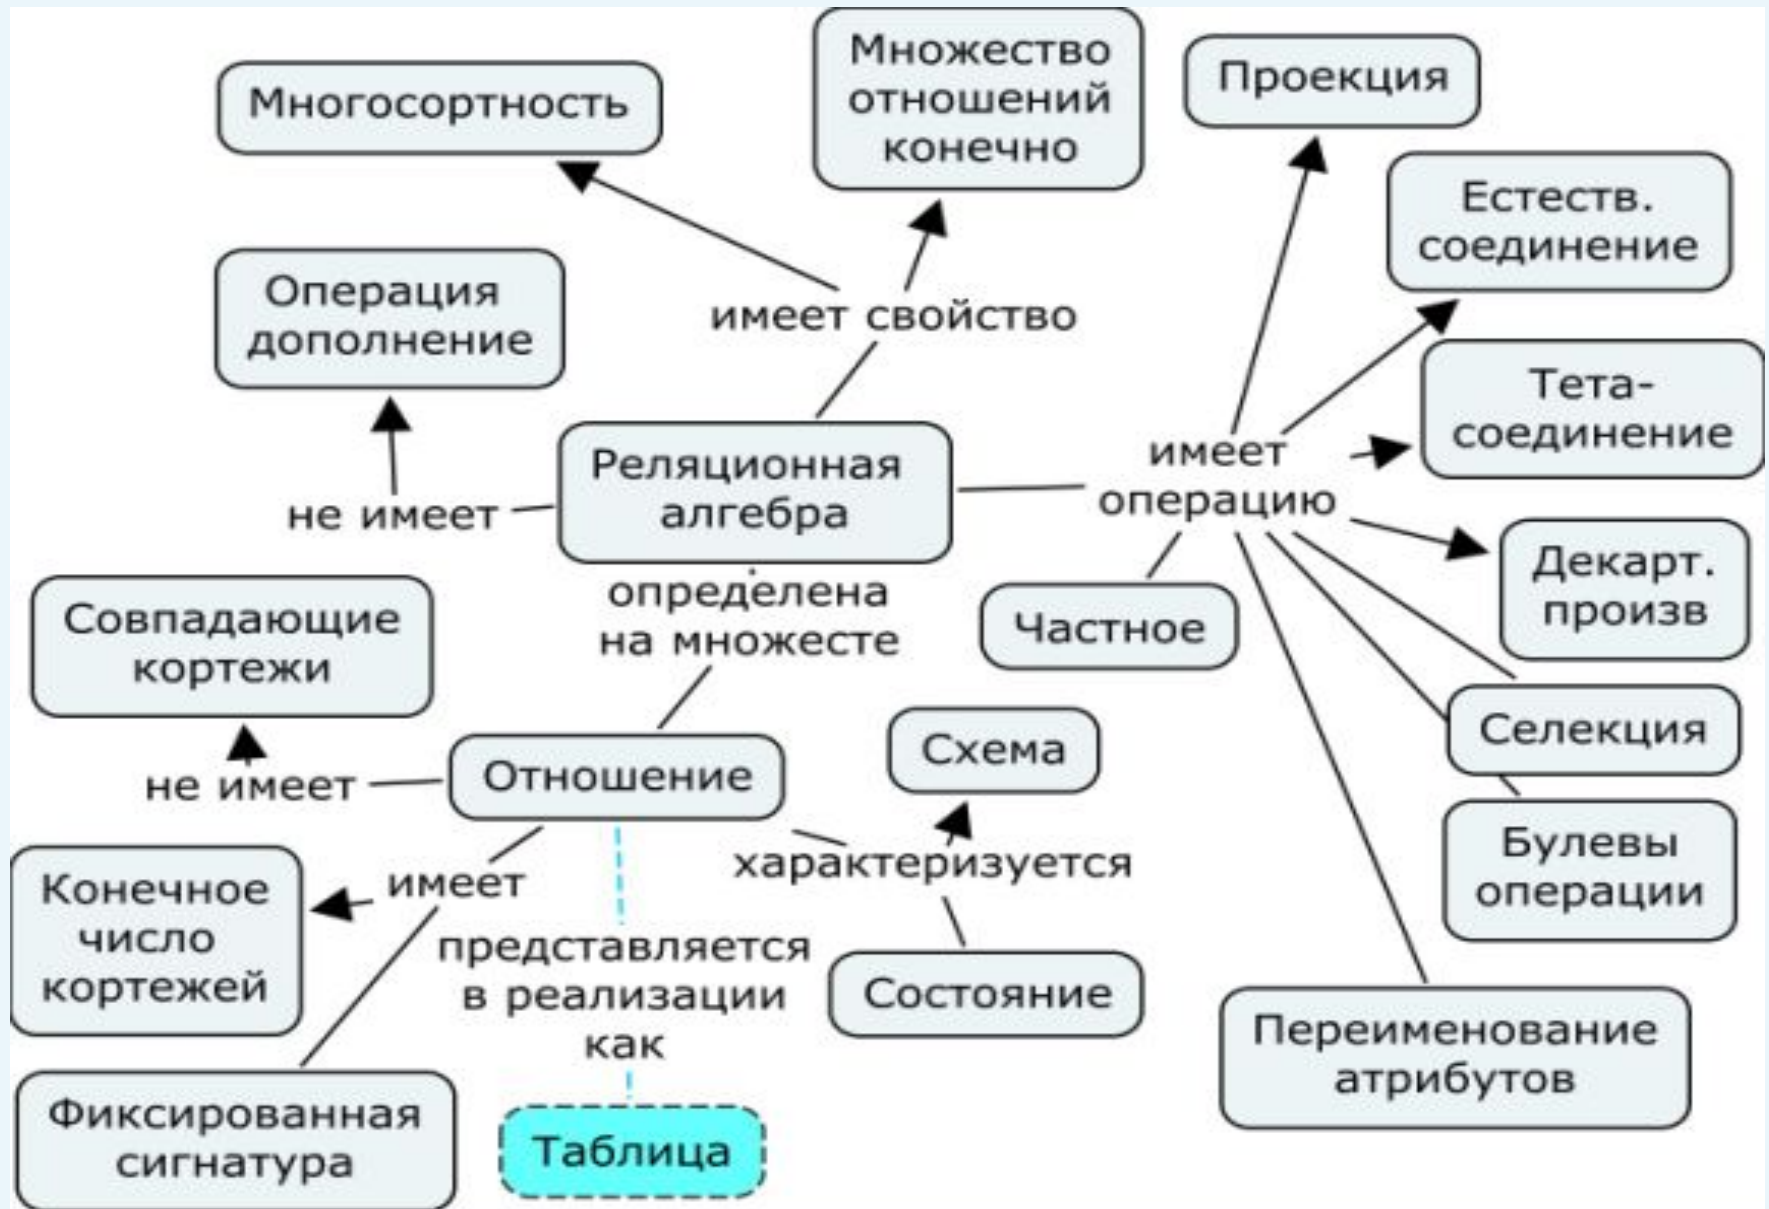 Многосортность
Множество
отношений
конечно
Проекция
Естеств.
соединение
Операция
дополнение
имеет свойство
Тета-
соединение
Реляционная
алгебра
имеет
операцию
не имеет
Декарт.
произв
определена
на множесте
Частное
Совпадающие
кортежи
Селекция
Схема
Отношение
не имеет
Булевы
операции
характеризуется
имеет
Конечное
число
кортежей
представляется
в реализации
как
Состояние
Переименование
атрибутов
Фиксированная
сигнатура
Таблица